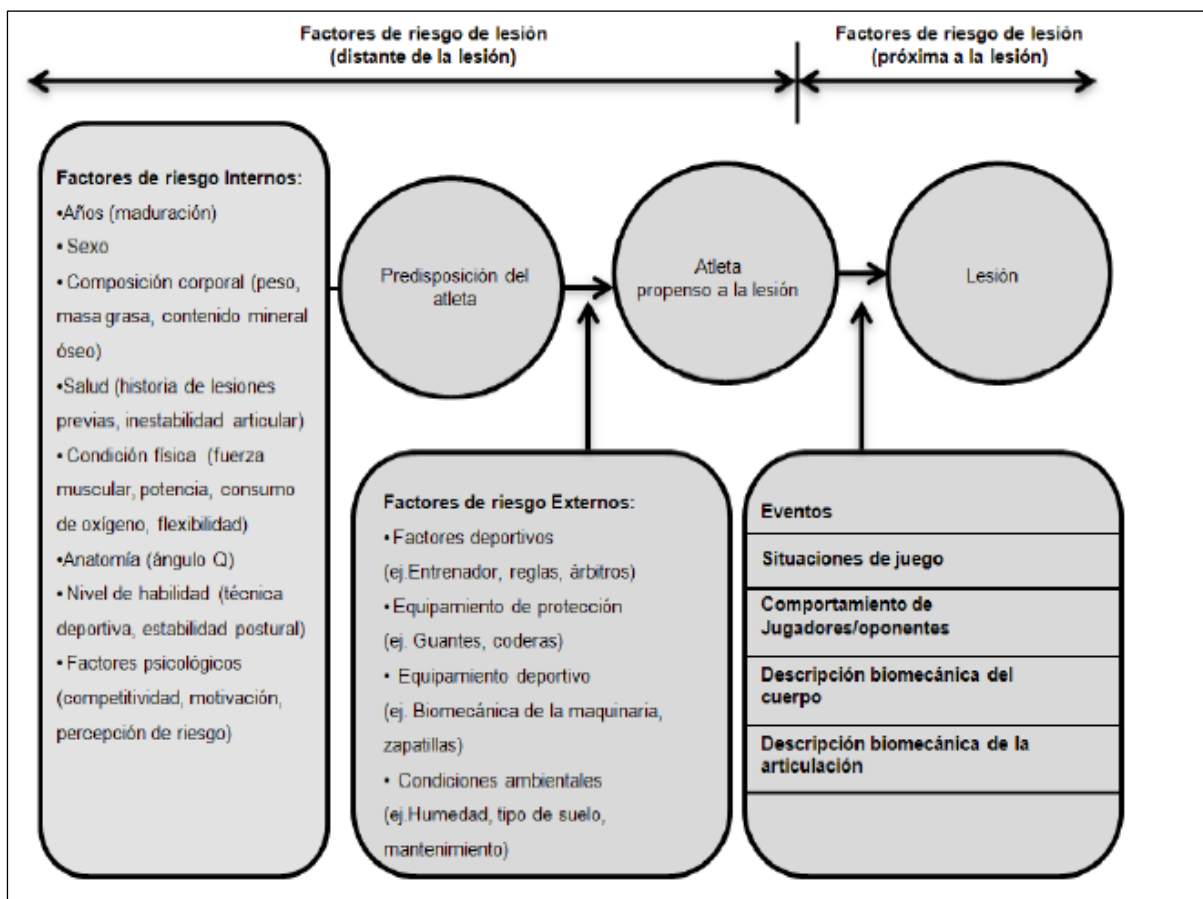 Factores de riesgo de lesión
(distante de la lesión)
Factores de riesgo de lesión
(próxima a la lesión)
Factores de riesgo Internos:
•Años (maduración)
• Sexo
• Composición corporal (peso,
masa grasa, contenido mineral
óseo)
•Salud (historia de lesiones
previas, inestabilidad articular)
• Condición física (fuerza
muscular, potencia, consumo
de oxígeno, flexibilidad)
•Anatomía (ángulo Q)
• Nivel de habilidad (técnica
deportiva, estabilidad postural)
• Factores psicológicos
(competitividad, motivación,
percepción de riesgo)
Predisposición del
atleta
Atleta
propenso a la lesión
Lesión
Factores de riesgo Externos:
• Factores deportivos
(ej.Entrenador, reglas, árbitros)
• Equipamiento de protección
(ej. Guantes, coderas)
• Equipamiento deportivo
(ej. Biomecánica de la maquinaria,
zapatillas)
• Condiciones ambientales
(ej.Humedad, tipo de suelo,
mantenimiento)
Eventos
Situaciones de juego
Comportamiento de
Jugadores/oponentes
Descripción biomecánica del
cuerpo
Descripción biomecánica de la
articulación